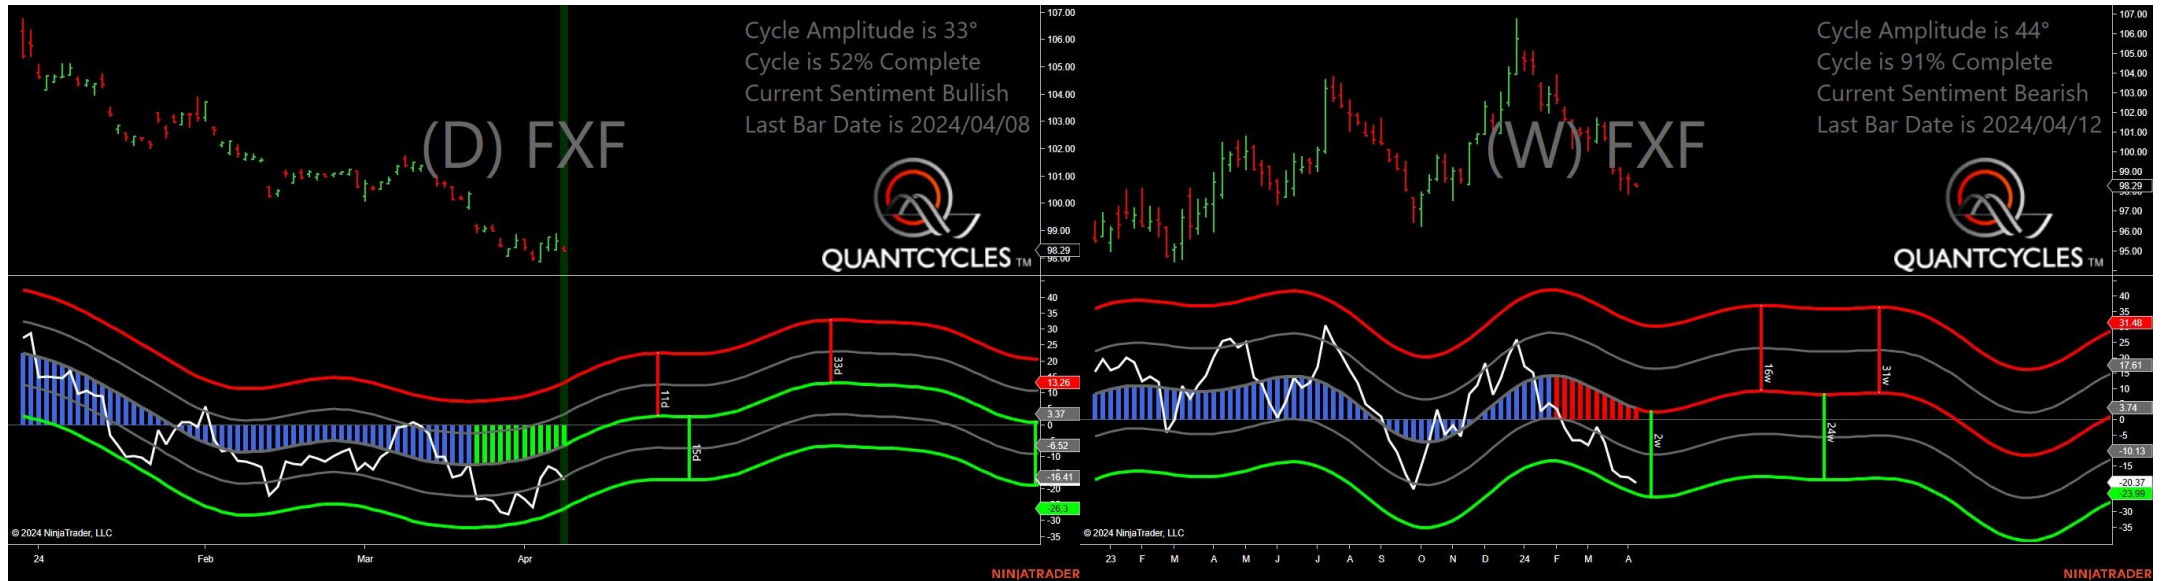 Cycle Amplitude is 33°
Cycle is 52% Complete
Current Sentiment Bullish
Last Bar Date is 2024/04/08
(D) FXF
QUANTCYCLES TM
107.00
106.00
105.00
104.00
103.00
102.00
101.00
100.00
99.00
98.29
98.00
40
35
30
25
20
15
13.26
10
5
3.37
0
-6.52
-10
-16.41
-20
-26.3
-30
-35
11d
15d
33d
© 2024 NinjaTrader, LLC
24
Feb
Mar
Apr
NINJATRADER
Cycle Amplitude is 44°
Cycle is 91% Complete
Current Sentiment Bearish
Last Bar Date is 2024/04/12
(W) FXF
QUANTCYCLES TM
107.00
106.00
105.00
104.00
103.00
102.00
101.00
100.00
99.00
98.29
97.00
96.00
95.00
40
35
31.48
25
20
17.61
15
10
3.74
0
-5
-10.13
-15
-20.37
-23.99
-30
-35
2w
16w
24w
31w
© 2024 NinjaTrader, LLC
23
F
M
A
M
J
J
A
S
O
N
D
24
F
M
A
NINJATRADER